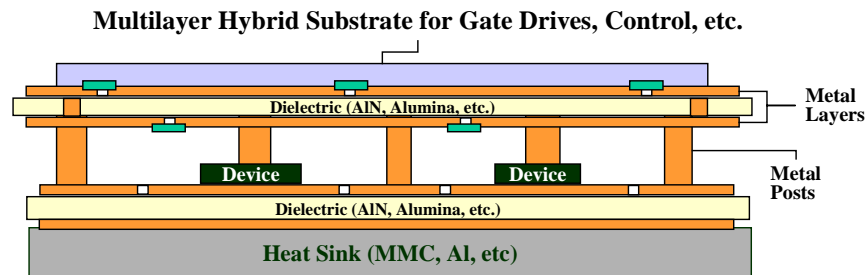 Multilayer Hybrid Substrate for Gate Drives, Control, etc.
Dielectric (AlN, Alumina, etc.)
Metal
Layers
Device
Device
Metal
Posts
Dielectric (AlN, Alumina, etc.)
Heat Sink (MMC, Al, etc)